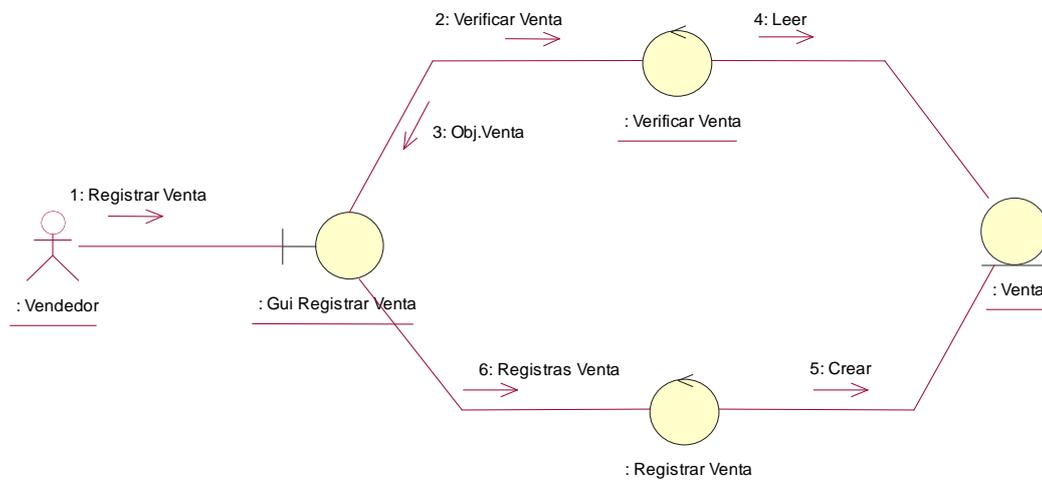 2: Verificar Venta
4: Leer
: Verificar Venta
3: Obj.Venta
1: Registrar Venta
: Vendedor
: Gui Registrar Venta
: Venta
6: Registras Venta
5: Crear
: Registrar Venta